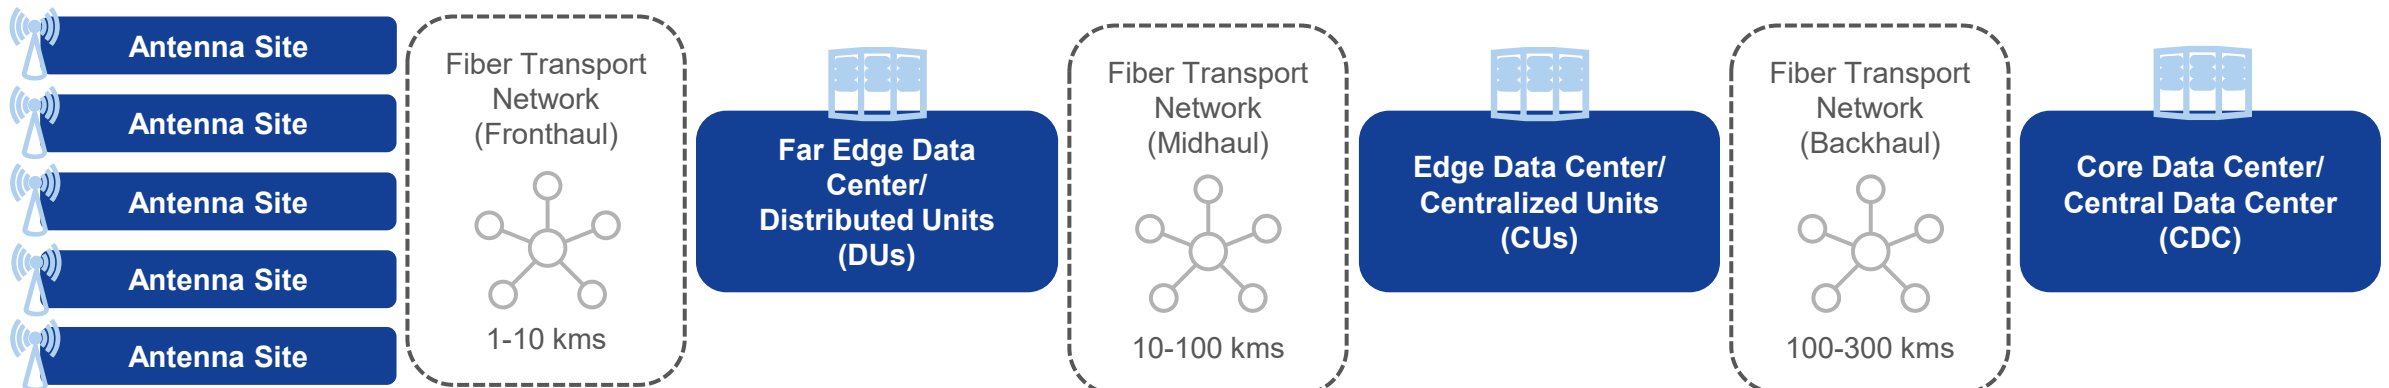 Antenna Site
Antenna Site
Antenna Site
Antenna Site
Antenna Site
Fiber Transport
Network
(Fronthaul)
1-10 kms
Far Edge Data
Center/
Distributed Units
(DUs)
Fiber Transport
Network
(Midhaul)
10-100 kms
Edge Data Center/
Centralized Units
(CUs)
Fiber Transport
Network
(Backhaul)
100-300 kms
Core Data Center/
Central Data Center
(CDC)